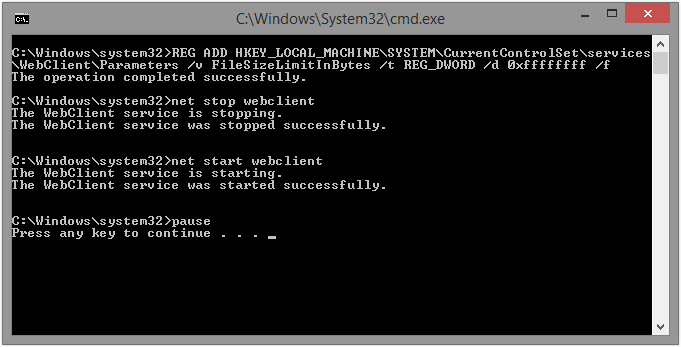 C:\Windows\System32\cmd.exe
C:\Windows\system32>REG ADD HKEY_LOCAL_MACHINE\SYSTEM\CurrentControlSet\services
\WebClient\Parameters /v FileSizeLimitInBytes /t REG_DWORD /d 0xffffffff /f
The operation completed successfully.
C:\Windows\system32>net stop webclient
The WebClient service is stopping.
The WebClient service was stopped successfully.
C:\Windows\system32>net start webclient
The WebClient service is starting.
The WebClient service was started successfully.
C:\Windows\system32>pause
Press any key to continue . . . _